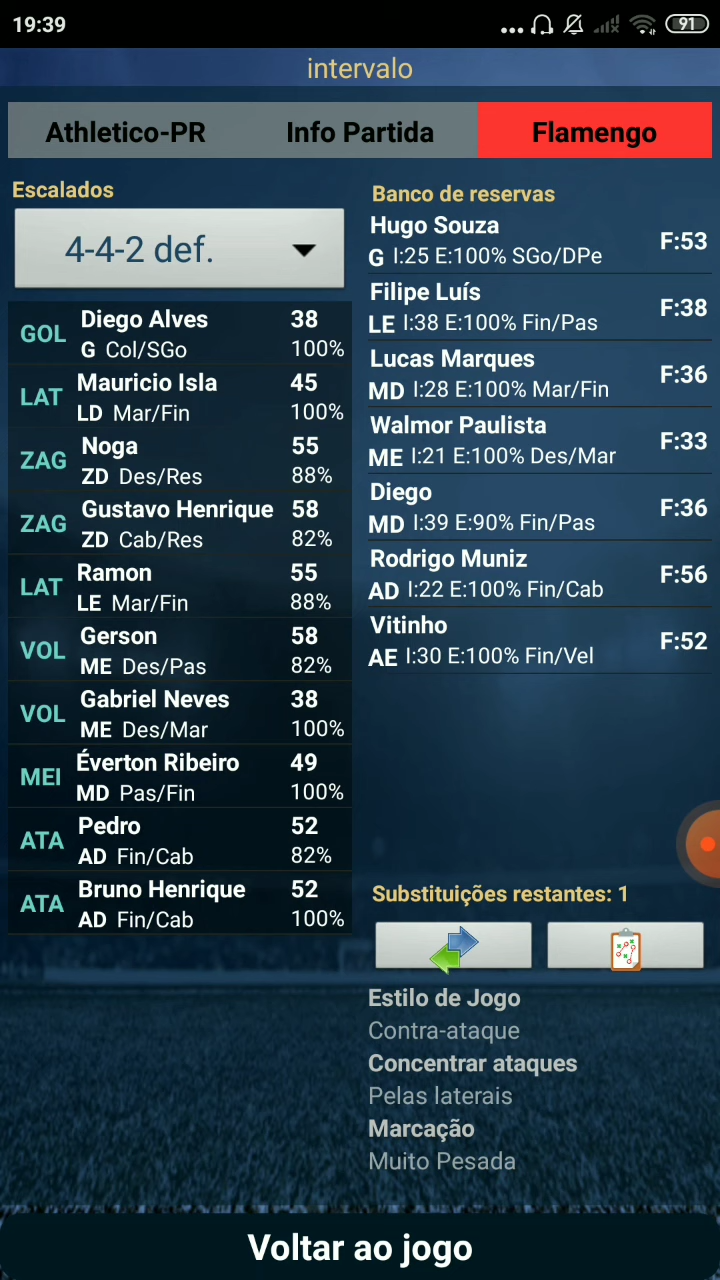 19:39
91
intervalo
Athletico-PR Info Partida Flamengo
Escalados
4-4-2 def.
GOL Diego Alves 38
G Col/SGo 100%
LAT Mauricio Isla 45
LD Mar/Fin 100%
ZAG Noga 55
ZD Des/Res 88%
ZAG Gustavo Henrique 58
ZD Cab/Res 82%
LAT Ramon 55
LE Mar/Fin 88%
VOL Gerson 58
ME Des/Pas 82%
VOL Gabriel Neves 38
ME Des/Mar 100%
MEI Éverton Ribeiro 49
MD Pas/Fin 100%
ATA Pedro 52
AD Fin/Cab 82%
ATA Bruno Henrique 52
AD Fin/Cab 100%
Banco de reservas
Hugo Souza F:53
G I:25 E:100% SGo/DPe
Filipe Luís F:38
LE I:38 E:100% Fin/Pas
Lucas Marques F:36
MD I:28 E:100% Mar/Fin
Walmor Paulista F:33
ME I:21 E:100% Des/Mar
Diego F:36
MD I:39 E:90% Fin/Pas
Rodrigo Muniz F:56
AD I:22 E:100% Fin/Cab
Vitinho F:52
AE I:30 E:100% Fin/Vel
Substituições restantes: 1
Estilo de Jogo
Contra-ataque
Concentrar ataques
Pelas laterais
Marcação
Muito Pesada
Voltar ao jogo